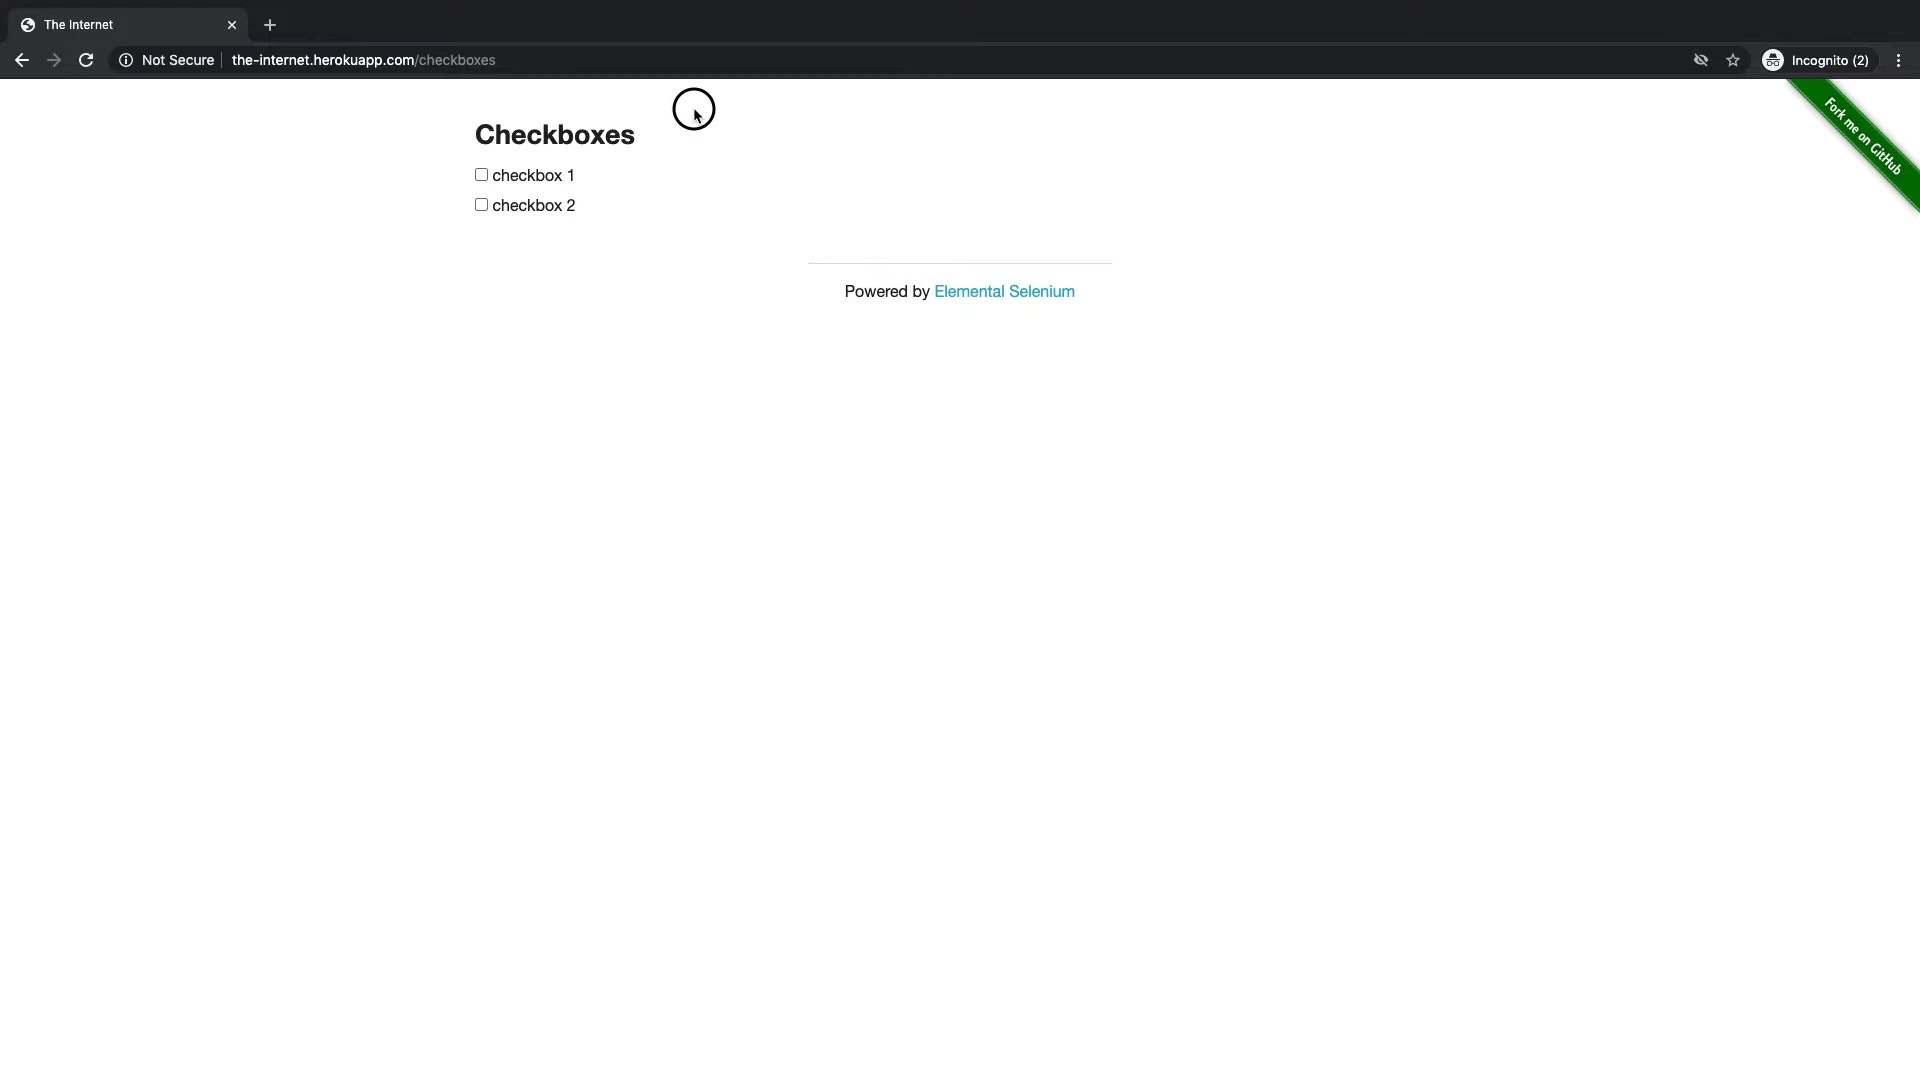 The Internet
Not Secure
the-internet.herokuapp.com/checkboxes
Incognito (2)
Fork me on GitHub
Checkboxes
checkbox 1
checkbox 2
Powered by Elemental Selenium